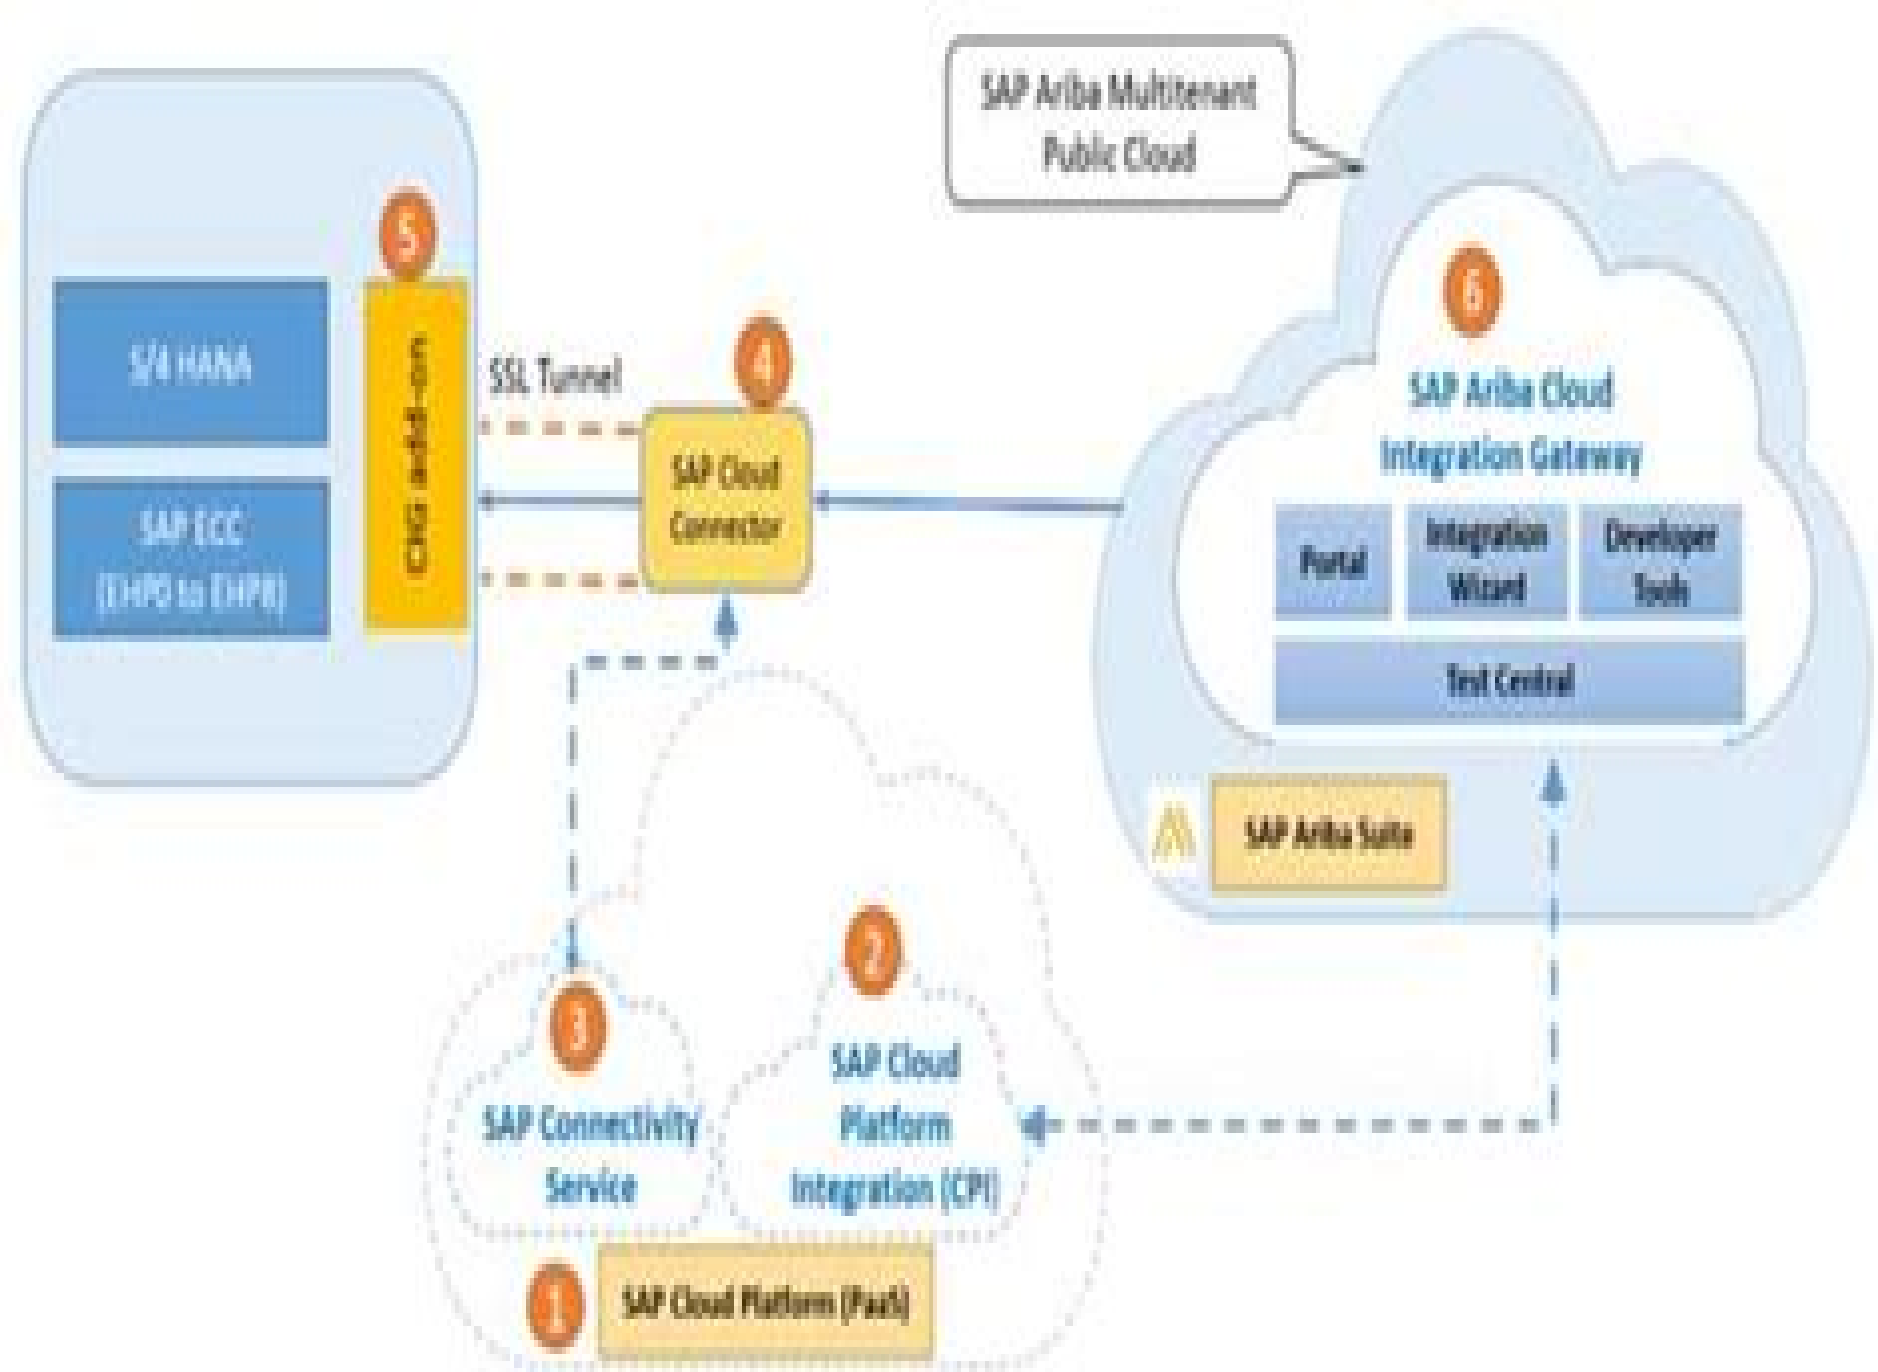 SAP Ariba Multitenant
Public Cloud
5
S/4 HANA
SAP ECC
(EHP0 to EHP8)
CIG add-on
SSL Tunnel
4
SAP Cloud
Connector
6
SAP Ariba Cloud
Integration Gateway
Portal
Integration
Wizard
Developer
Tools
Test Central
SAP Ariba Suite
3
SAP Connectivity
Service
2
SAP Cloud
Platform
Integration (CPI)
1
SAP Cloud Platform (PaaS)